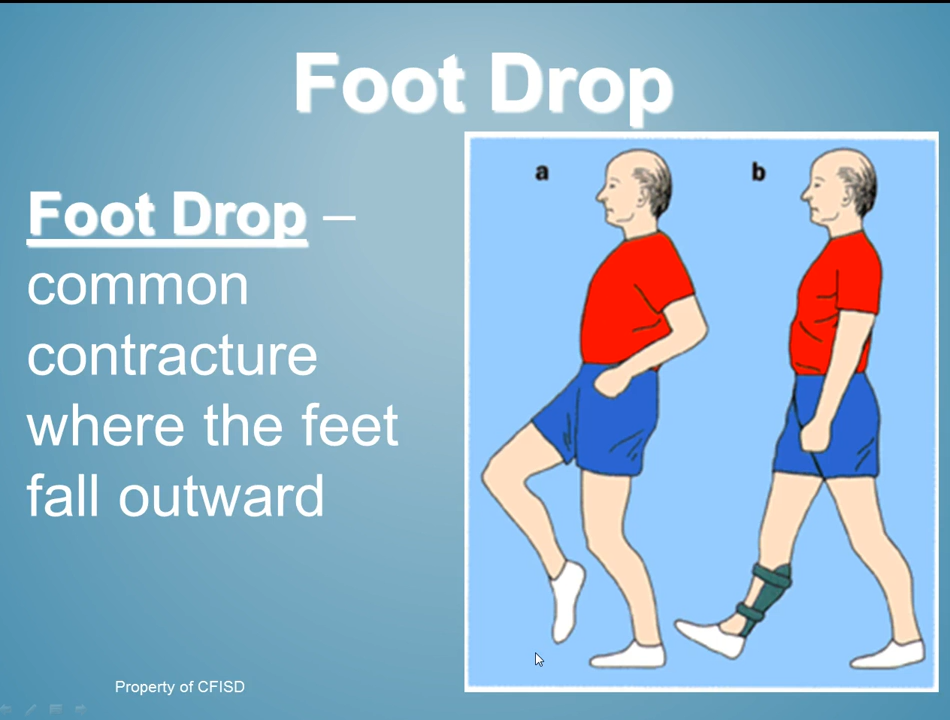 Foot Drop
Foot Drop –
common
contracture
where the feet
fall outward
a
b
Property of CFISD